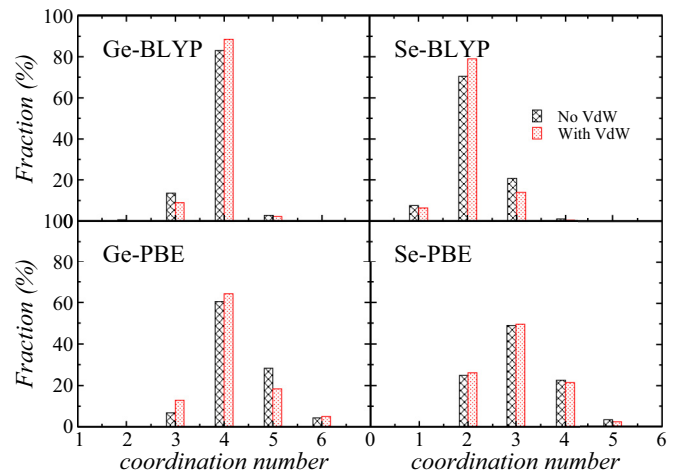 100
Ge-BLYP
Se-BLYP
80
60
No VdW
With VdW
40
20
Fraction (%)
100
0
Ge-PBE
Se-PBE
80
60
40
20
0
Fraction (%)
1 2 3 4 5 6
0 1 2 3 4 5 6
coordination number
coordination number